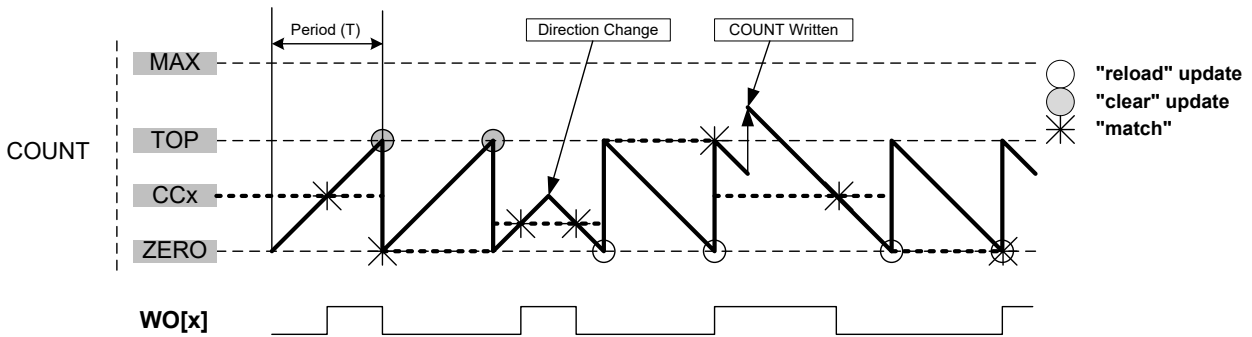 Period (T)
Direction Change
COUNT Written
MAX
"reload" update
"clear" update
TOP
"match"
COUNT
CCx
ZERO
WO[x]